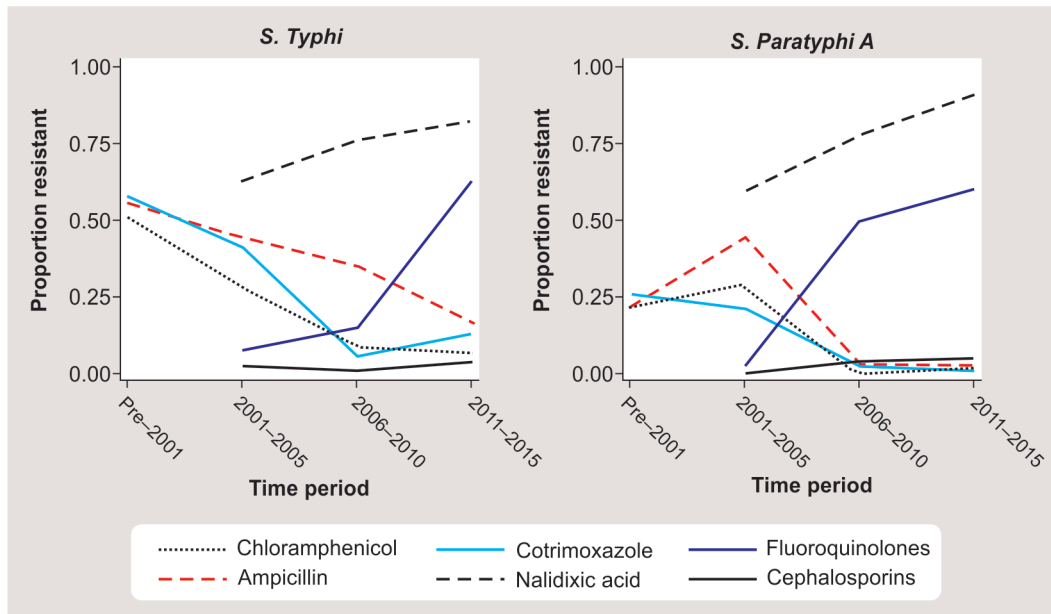 S. Typhi
S. Paratyphi A
1.00
0.75
0.50
0.25
0.00
Proportion resistant
Pre–2001
2001–2005
2006–2010
2011–2015
Time period
1.00
0.75
0.50
0.25
0.00
Proportion resistant
Pre–2001
2001–2005
2006–2010
2011–2015
Time period
Chloramphenicol
Cotrimoxazole
Fluoroquinolones
Ampicillin
Nalidixic acid
Cephalosporins